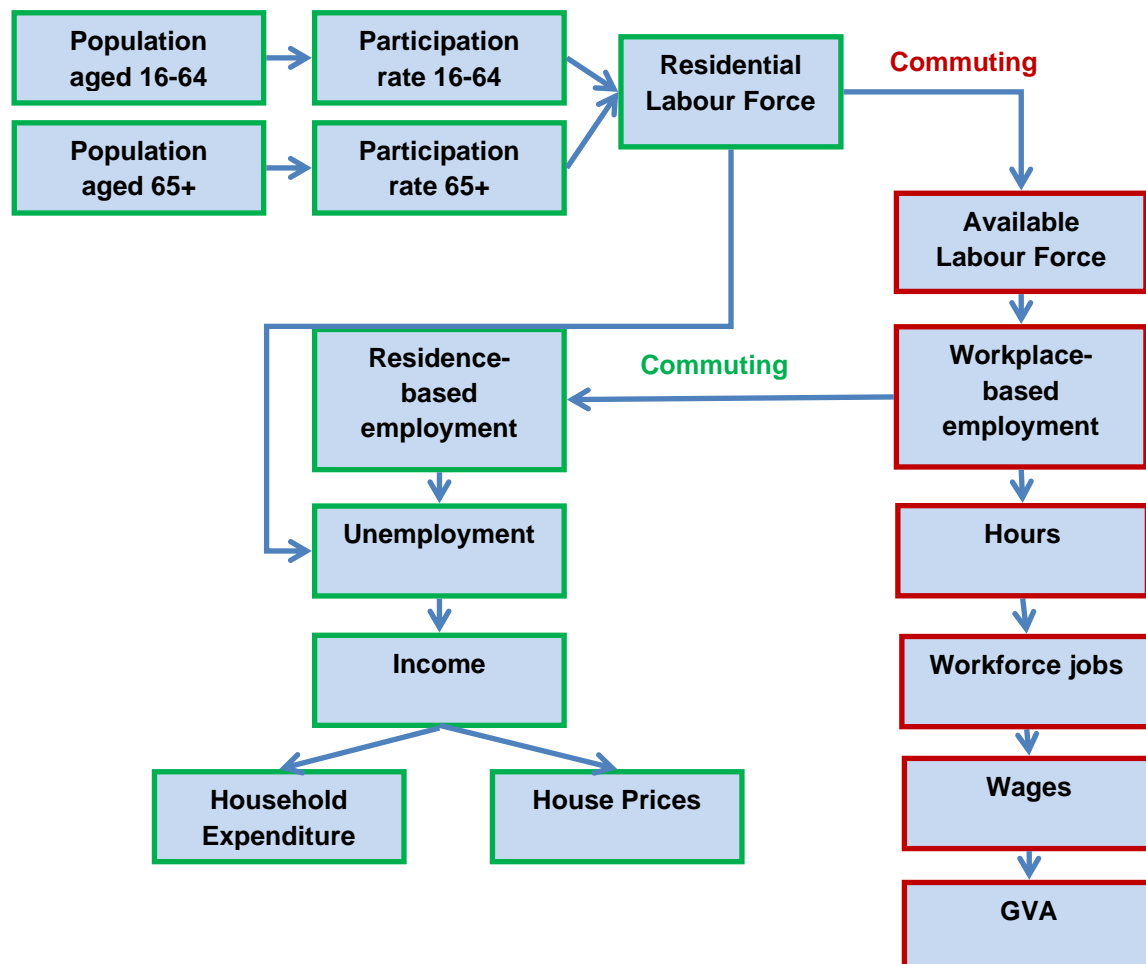 Population
aged 16-64
Participation
rate 16-64
Residential
Labour Force
Commuting
Population
aged 65+
Participation
rate 65+
Available
Labour Force
Residence-
based
employment
Commuting
Workplace-
based
employment
Unemployment
Hours
Income
Workforce jobs
Household
Expenditure
House Prices
Wages
GVA